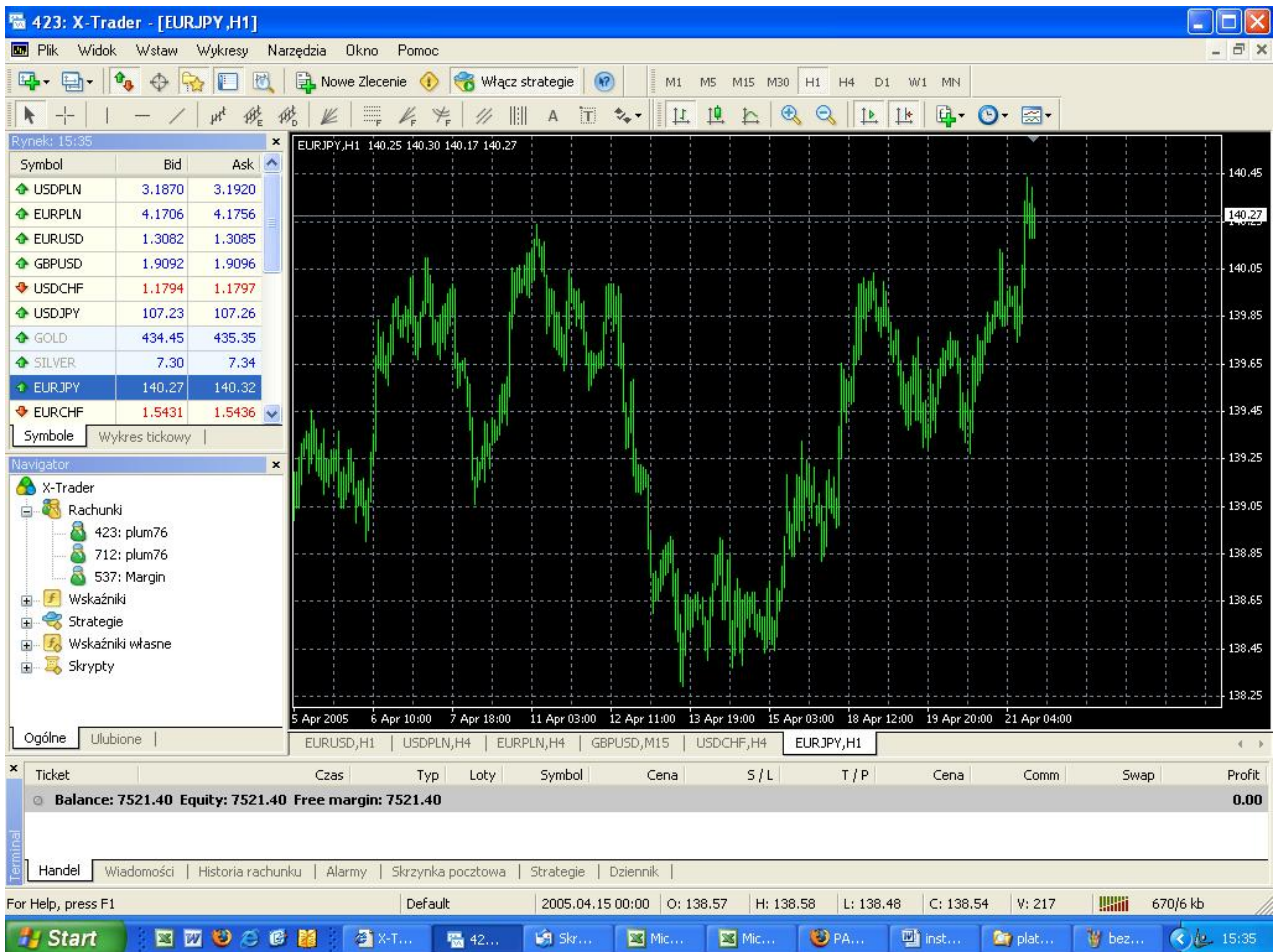 423: X-Trader - [EURJPY,H1]
Plik Widok Wstaw Wykresy Narzędzia Okno Pomoc
Nowe Zlecenie Włącz strategie M1 M5 M15 M30 H1 H4 D1 W1 MN
Rynek: 15:35
Symbol Bid Ask
USDPLN 3.1870 3.1920
EURPLN 4.1706 4.1756
EURUSD 1.3082 1.3085
GBPUSD 1.9092 1.9096
USDCHF 1.1794 1.1797
USDJPY 107.23 107.26
GOLD 434.45 435.35
SILVER 7.30 7.34
EURJPY 140.27 140.32
EURCHF 1.5431 1.5436
Symbole Wykres tickowy
Navigator
X-Trader
Rachunki
423: plum76
712: plum76
537: Margin
Wskaźniki
Strategie
Wskaźniki własne
Skrypty
Ogólne Ulubione
EURJPY,H1 140.25 140.30 140.17 140.27
140.45
140.27
140.05
139.85
139.65
139.45
139.25
139.05
138.85
138.65
138.45
138.25
5 Apr 2005 6 Apr 10:00 7 Apr 18:00 11 Apr 03:00 12 Apr 11:00 13 Apr 19:00 15 Apr 03:00 18 Apr 12:00 19 Apr 20:00 21 Apr 04:00
EURUSD,H1 USDPLN,H4 EURPLN,H4 GBPUSD,M15 USDCHF,H4 EURJPY,H1
Ticket Czas Typ Loty Symbol Cena S / L T / P Cena Comm Swap Profit
Balance: 7521.40 Equity: 7521.40 Free margin: 7521.40 0.00
Terminal
Handel Wiadomości Historia rachunku Alarmy Skrzynka pocztowa Strategie Dziennik
For Help, press F1 Default 2005.04.15 00:00 O: 138.57 H: 138.58 L: 138.48 C: 138.54 V: 217 670/6 kb
Start X-T... 42... Skr... Mic... Mic... PA... inst... plat... bez... 15:35